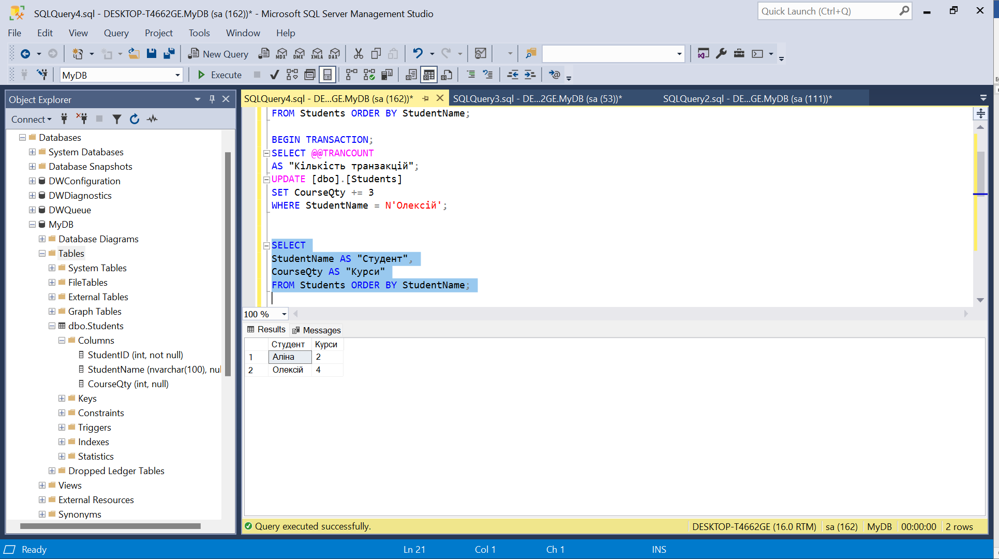 SQLQuery4.sql - DESKTOP-T4662GE.MyDB (sa (162))* - Microsoft SQL Server Management Studio
Quick Launch (Ctrl+Q)
File Edit View Query Project Tools Window Help
New Query MDX DMX XMLA DAX
MyDB Execute
Object Explorer
Connect
Databases
System Databases
Database Snapshots
DWConfiguration
DWDiagnostics
DWQueue
MyDB
Database Diagrams
Tables
System Tables
FileTables
External Tables
Graph Tables
dbo.Students
Columns
StudentID (int, not null)
StudentName (nvarchar(100), nul
CourseQty (int, null)
Keys
Constraints
Triggers
Indexes
Statistics
Dropped Ledger Tables
Views
External Resources
Synonyms
SQLQuery4.sql - DE...GE.MyDB (sa (162))* SQLQuery3.sql - DE...2GE.MyDB (sa (53))* SQLQuery2.sql - DE...GE.MyDB (sa (111))*
FROM Students ORDER BY StudentName;
BEGIN TRANSACTION;
SELECT @@TRANCOUNT
AS "Кількість транзакцій";
UPDATE [dbo].[Students]
SET CourseQty += 3
WHERE StudentName = N'Олексій';
SELECT
StudentName AS "Студент",
CourseQty AS "Курси"
FROM Students ORDER BY StudentName;
100 %
Results Messages
Студент Курси
1 Аліна 2
2 Олексій 4
Query executed successfully. DESKTOP-T4662GE (16.0 RTM) sa (162) MyDB 00:00:00 2 rows
Ready Ln 21 Col 1 Ch 1 INS